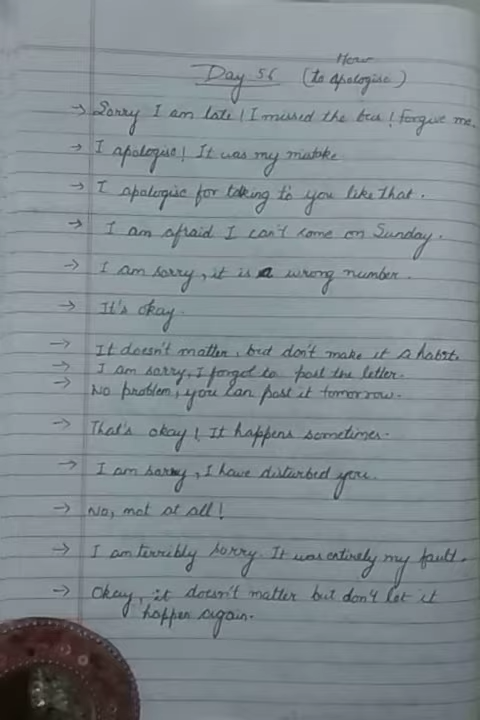 How
Day 56 (to apologise)
→ Sorry I am late! I missed the bus! Forgive me.
→ I apologise! It was my mistake
→ I apologise for talking to you like that.
→ I am afraid I can't come on Sunday.
→ I am sorry, it is a wrong number.
→ It's okay.
→ It doesn't matter, but don't make it a habit.
→ I am sorry, I forgot to post the letter.
→ No problem, you can post it tomorrow.
→ That's okay! It happens sometimes.
→ I am sorry, I have disturbed you.
→ No, not at all!
→ I am terribly sorry. It was entirely my fault.
→ Okay, it doesn't matter but don't let it
happen again.